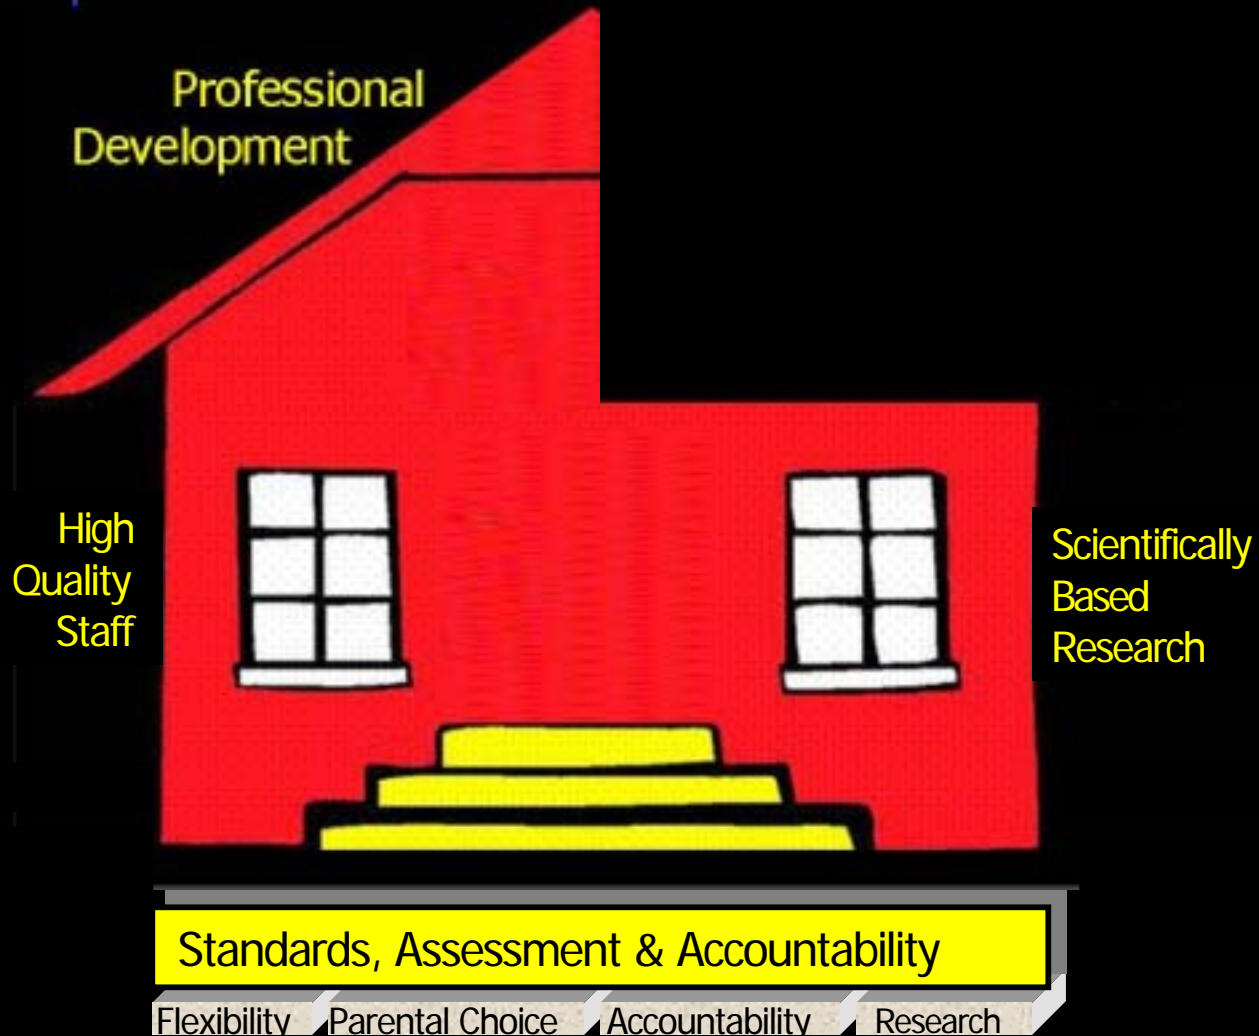 Professional
Development
High
Quality
Staff
Scientifically
Based
Research
Standards, Assessment & Accountability
Flexibility Parental Choice Accountability Research